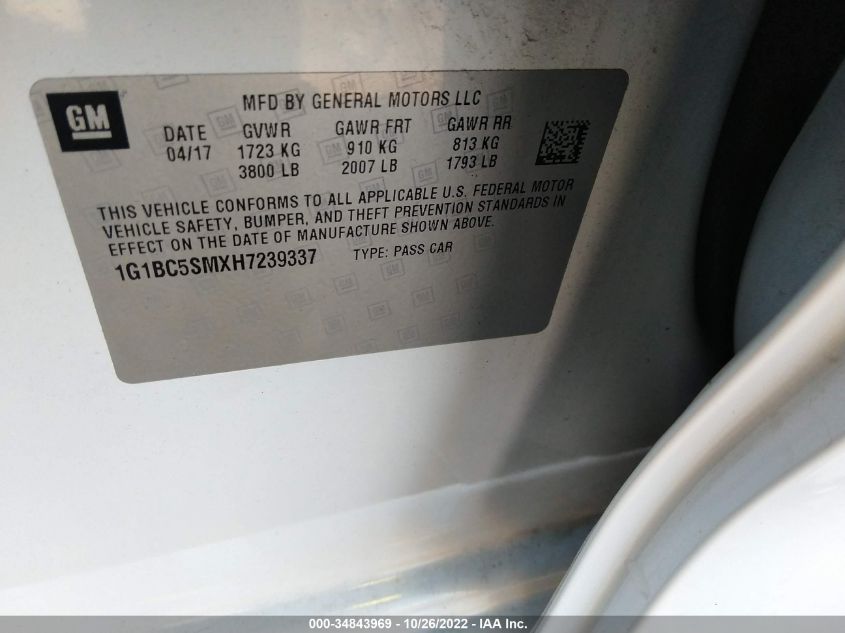 GM
MFD BY GENERAL MOTORS LLC
DATE GVWR GAWR FRT GAWR RR
04/17 1723 KG 910 KG 813 KG
3800 LB 2007 LB 1793 LB
THIS VEHICLE CONFORMS TO ALL APPLICABLE U.S. FEDERAL MOTOR
VEHICLE SAFETY, BUMPER, AND THEFT PREVENTION STANDARDS IN
EFFECT ON THE DATE OF MANUFACTURE SHOWN ABOVE.
1G1BC5SMXH7239337 TYPE: PASS CAR
000-34843969 - 10/26/2022 - IAA Inc.